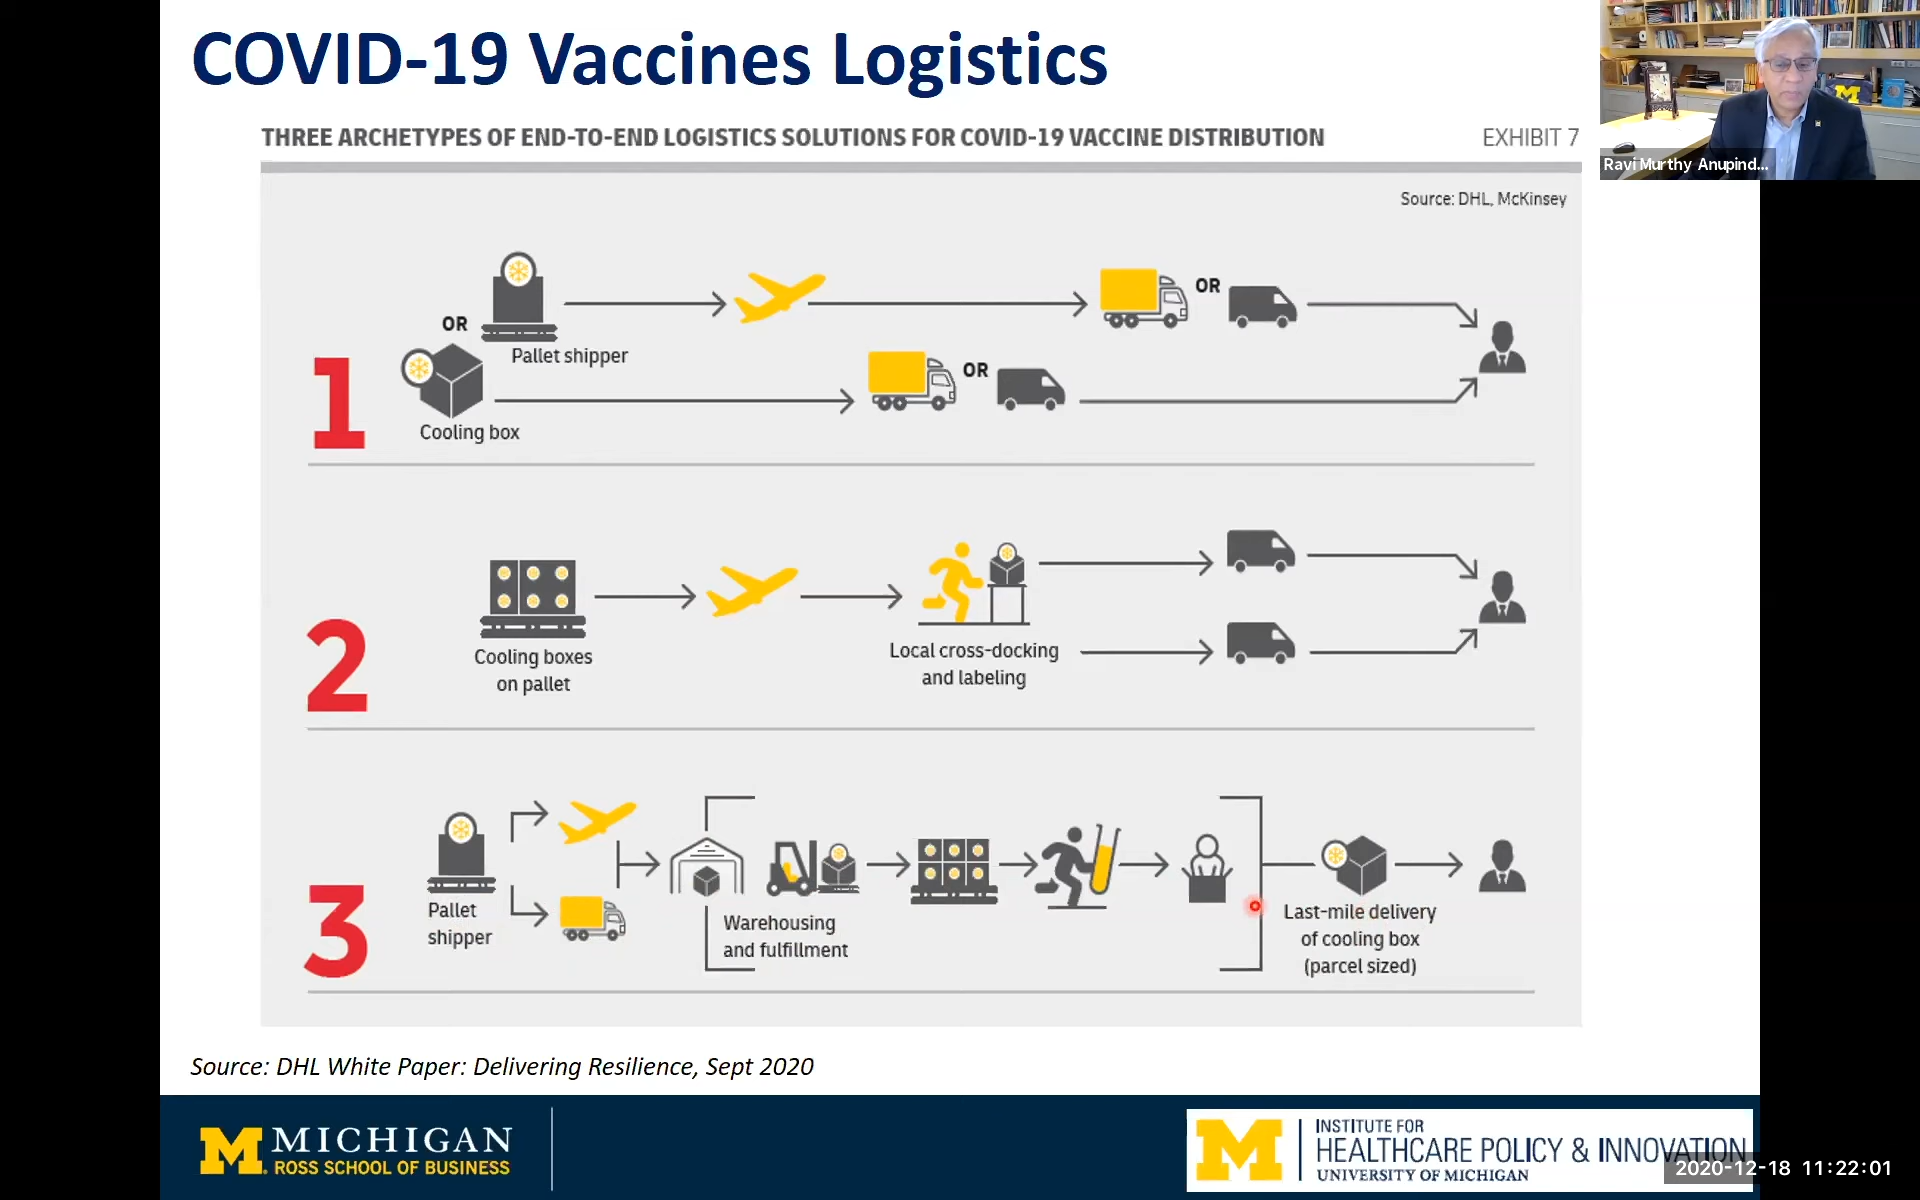 COVID-19 Vaccines Logistics
THREE ARCHETYPES OF END-TO-END LOGISTICS SOLUTIONS FOR COVID-19 VACCINE DISTRIBUTION
EXHIBIT 7
Ravi Murthy Anupind...
Source: DHL, McKinsey
OR
OR
Pallet shipper
OR
1
Cooling box
2
Cooling boxes
on pallet
Local cross-docking
and labeling
3
Pallet
shipper
Warehousing
and fulfillment
Last-mile delivery
of cooling box
(parcel sized)
Source: DHL White Paper: Delivering Resilience, Sept 2020
M MICHIGAN
ROSS SCHOOL OF BUSINESS
M
INSTITUTE FOR
HEALTHCARE POLICY & INNOVATION
UNIVERSITY OF MICHIGAN
2020-12-18 11:22:01